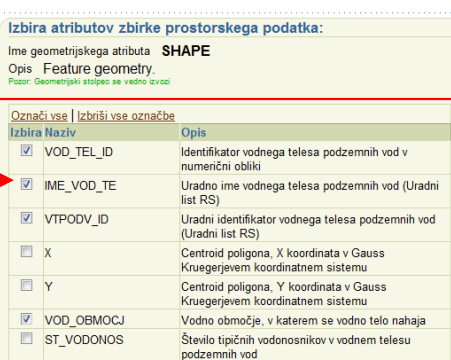 Izbira atributov zbirke prostorskega podatka:
Ime geometrijskega atributa SHAPE
Opis Feature geometry.
Pozor: Geometrijski stolpec se vedno izvozi
Označi vse | Izbriši vse označbe
Izbira Naziv Opis
VOD_TEL_ID Identifikator vodnega telesa podzemnih vod v
numerični obliki
IME_VOD_TE Uradno ime vodnega telesa podzemnih vod (Uradni
list RS)
VTPODV_ID Uradni identifikator vodnega telesa podzemnih vod
(Uradni list RS)
X Centroid poligona, X koordinata v Gauss
Kruegerjevem koordinatnem sistemu
Y Centroid poligona, Y koordinata v Gauss
Kruegerjevem koordinatnem sistemu
VOD_OBMOCJ Vodno območje, v katerem se vodno telo nahaja
ST_VODONOS Število tipičnih vodonosnikov v vodnem telesu
podzemnih vod